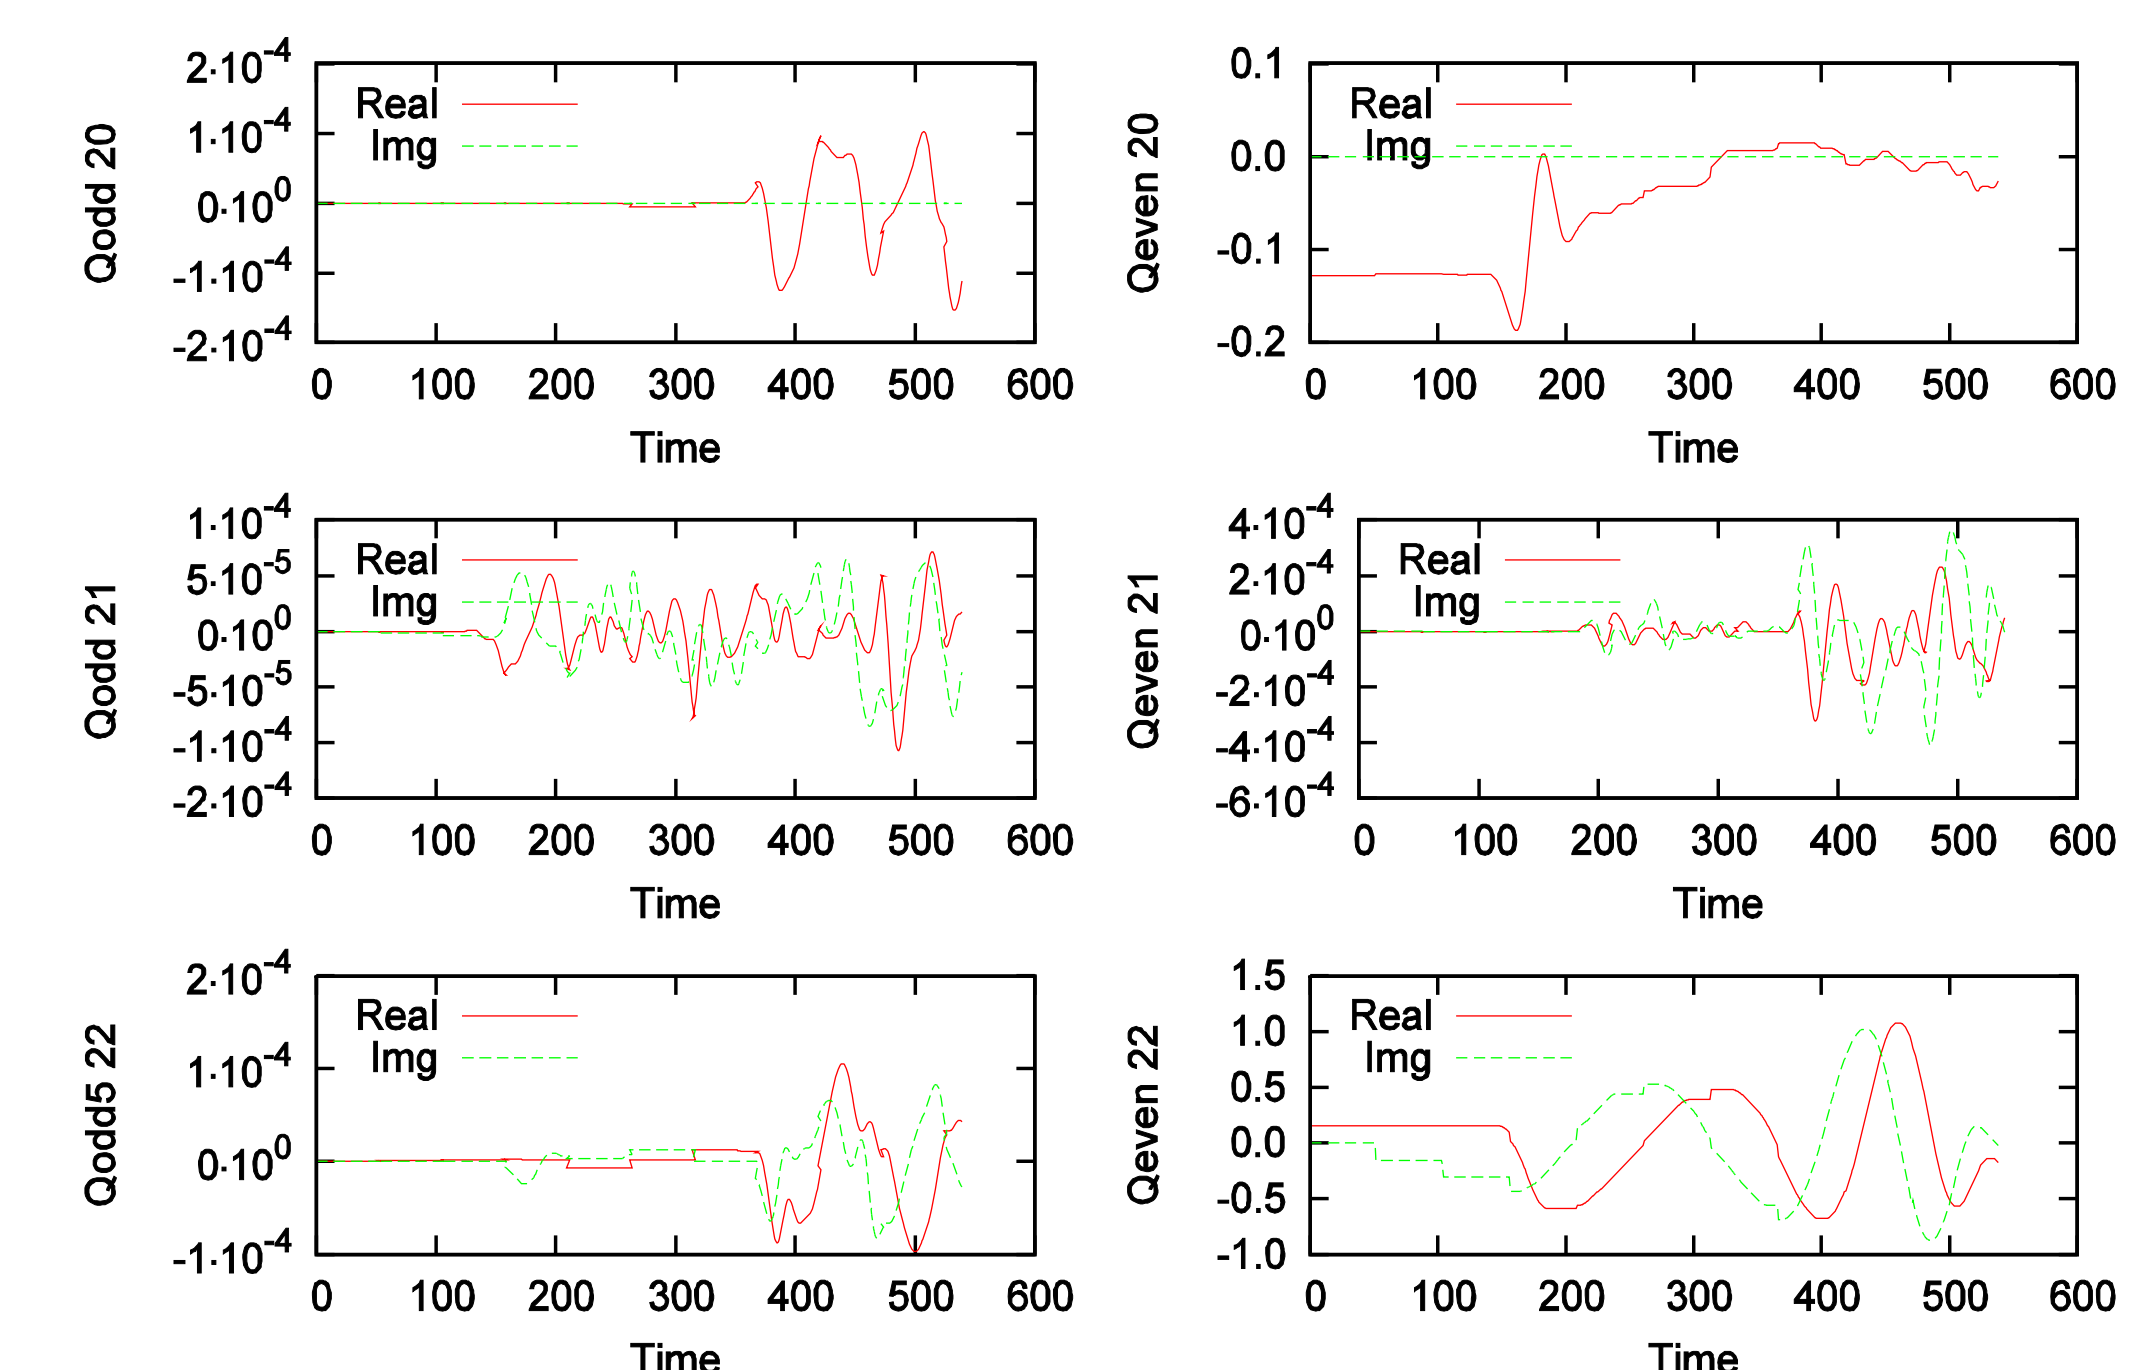 Qodd 20
2·10^-4
1·10^-4
0·10^0
-1·10^-4
-2·10^-4
Real
Img
0 100 200 300 400 500 600
Time
Qeven 20
0.1
0.0
-0.1
-0.2
Real
Img
0 100 200 300 400 500 600
Time
Qodd 21
1·10^-4
5·10^-5
0·10^0
-5·10^-5
-1·10^-4
-2·10^-4
Real
Img
0 100 200 300 400 500 600
Time
Qeven 21
4·10^-4
2·10^-4
0·10^0
-2·10^-4
-4·10^-4
-6·10^-4
Real
Img
0 100 200 300 400 500 600
Time
Qodd5 22
2·10^-4
1·10^-4
0·10^0
-1·10^-4
Real
Img
0 100 200 300 400 500 600
Time
Qeven 22
1.5
1.0
0.5
0.0
-0.5
-1.0
Real
Img
0 100 200 300 400 500 600
Time